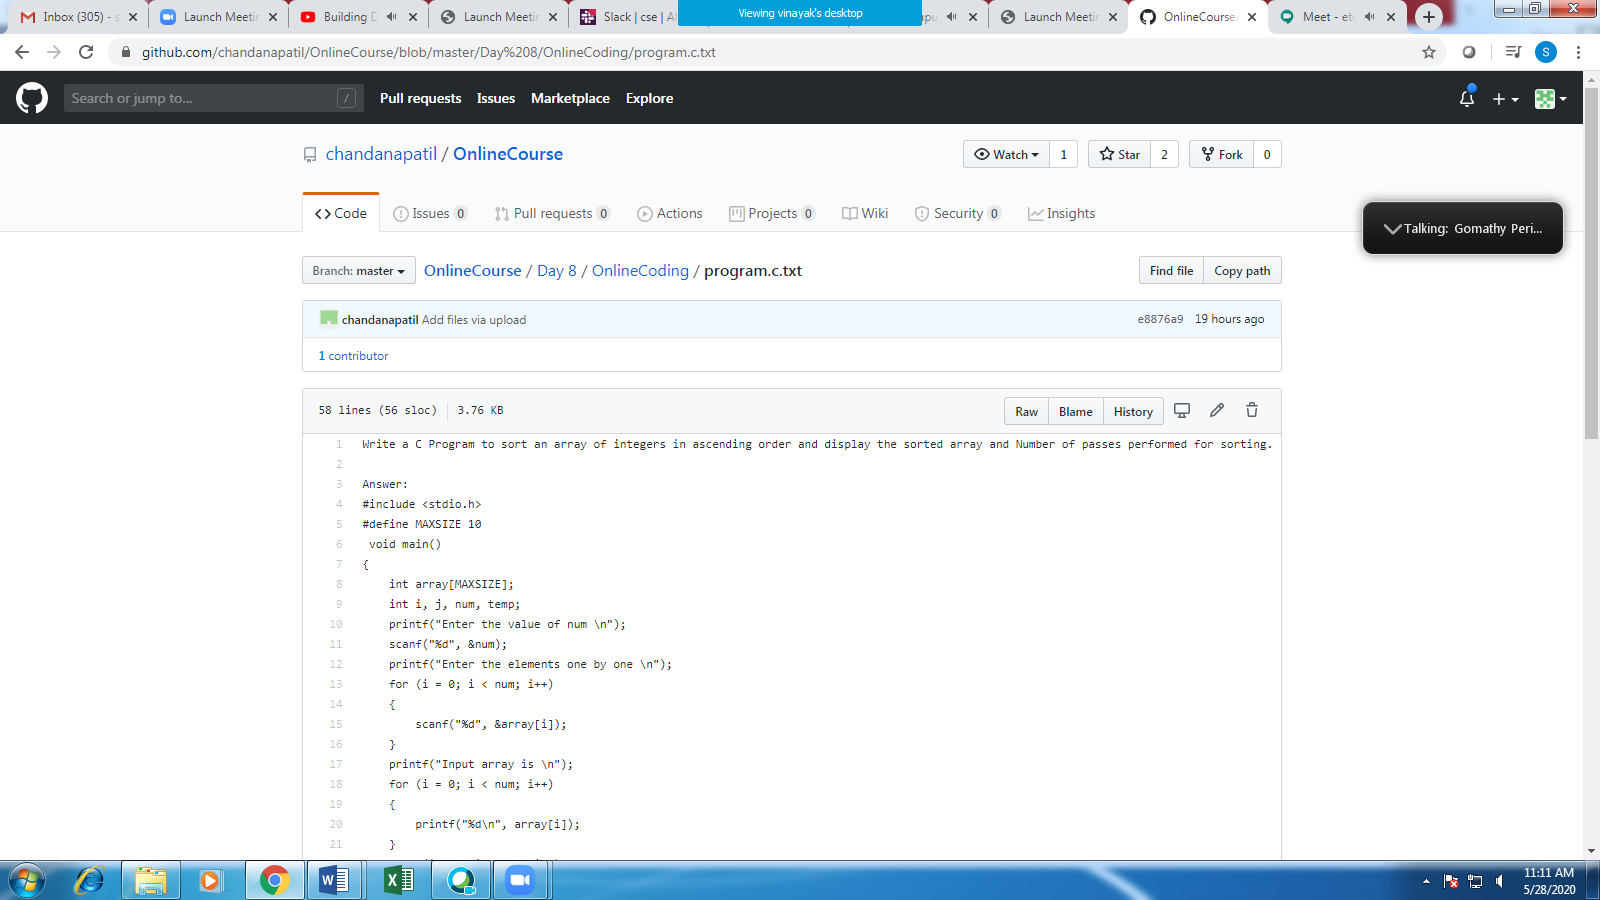 Inbox (305) - s
Launch Meetin
Building D
Launch Meetin
Slack | cse | A
Viewing vinayak's desktop
Launch Meetin
OnlineCourse/
Meet - etc
github.com/chandanapatil/OnlineCourse/blob/master/Day%208/OnlineCoding/program.c.txt
S
Search or jump to...
/
Pull requests Issues Marketplace Explore
chandanapatil / OnlineCourse
Watch 1
Star 2
Fork 0
Code
Issues 0
Pull requests 0
Actions
Projects 0
Wiki
Security 0
Insights
Talking: Gomathy Peri...
Branch: master
OnlineCourse / Day 8 / OnlineCoding / program.c.txt
Find file Copy path
chandanapatil Add files via upload
e8876a9 19 hours ago
1 contributor
58 lines (56 sloc) 3.76 KB
Raw Blame History
1 Write a C Program to sort an array of integers in ascending order and display the sorted array and Number of passes performed for sorting.
2
3 Answer:
4 #include <stdio.h>
5 #define MAXSIZE 10
6 void main()
7 {
8 int array[MAXSIZE];
9 int i, j, num, temp;
10 printf("Enter the value of num \n");
11 scanf("%d", &num);
12 printf("Enter the elements one by one \n");
13 for (i = 0; i < num; i++)
14 {
15 scanf("%d", &array[i]);
16 }
17 printf("Input array is \n");
18 for (i = 0; i < num; i++)
19 {
20 printf("%d\n", array[i]);
21 }
11:11 AM
5/28/2020